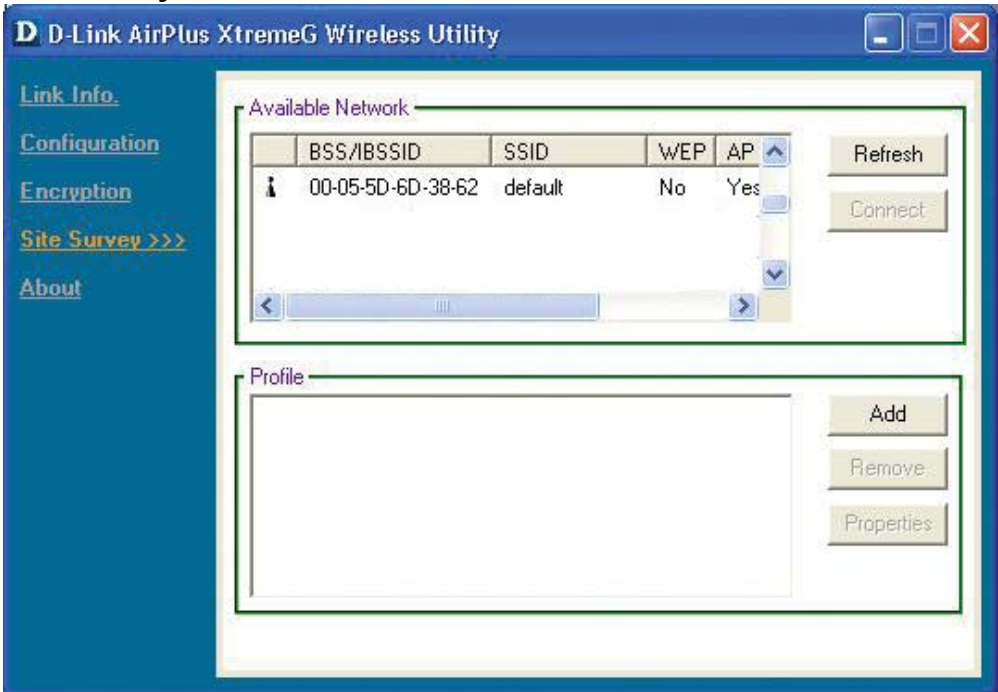 D-Link AirPlus XtremeG Wireless Utility
Link Info.
Configuration
Encryption
Site Survey >>>
About
Available Network
BSS/IBSSID SSID WEP AP
00-05-5D-6D-38-62 default No Yes
Refresh
Connect
Profile
Add
Remove
Properties